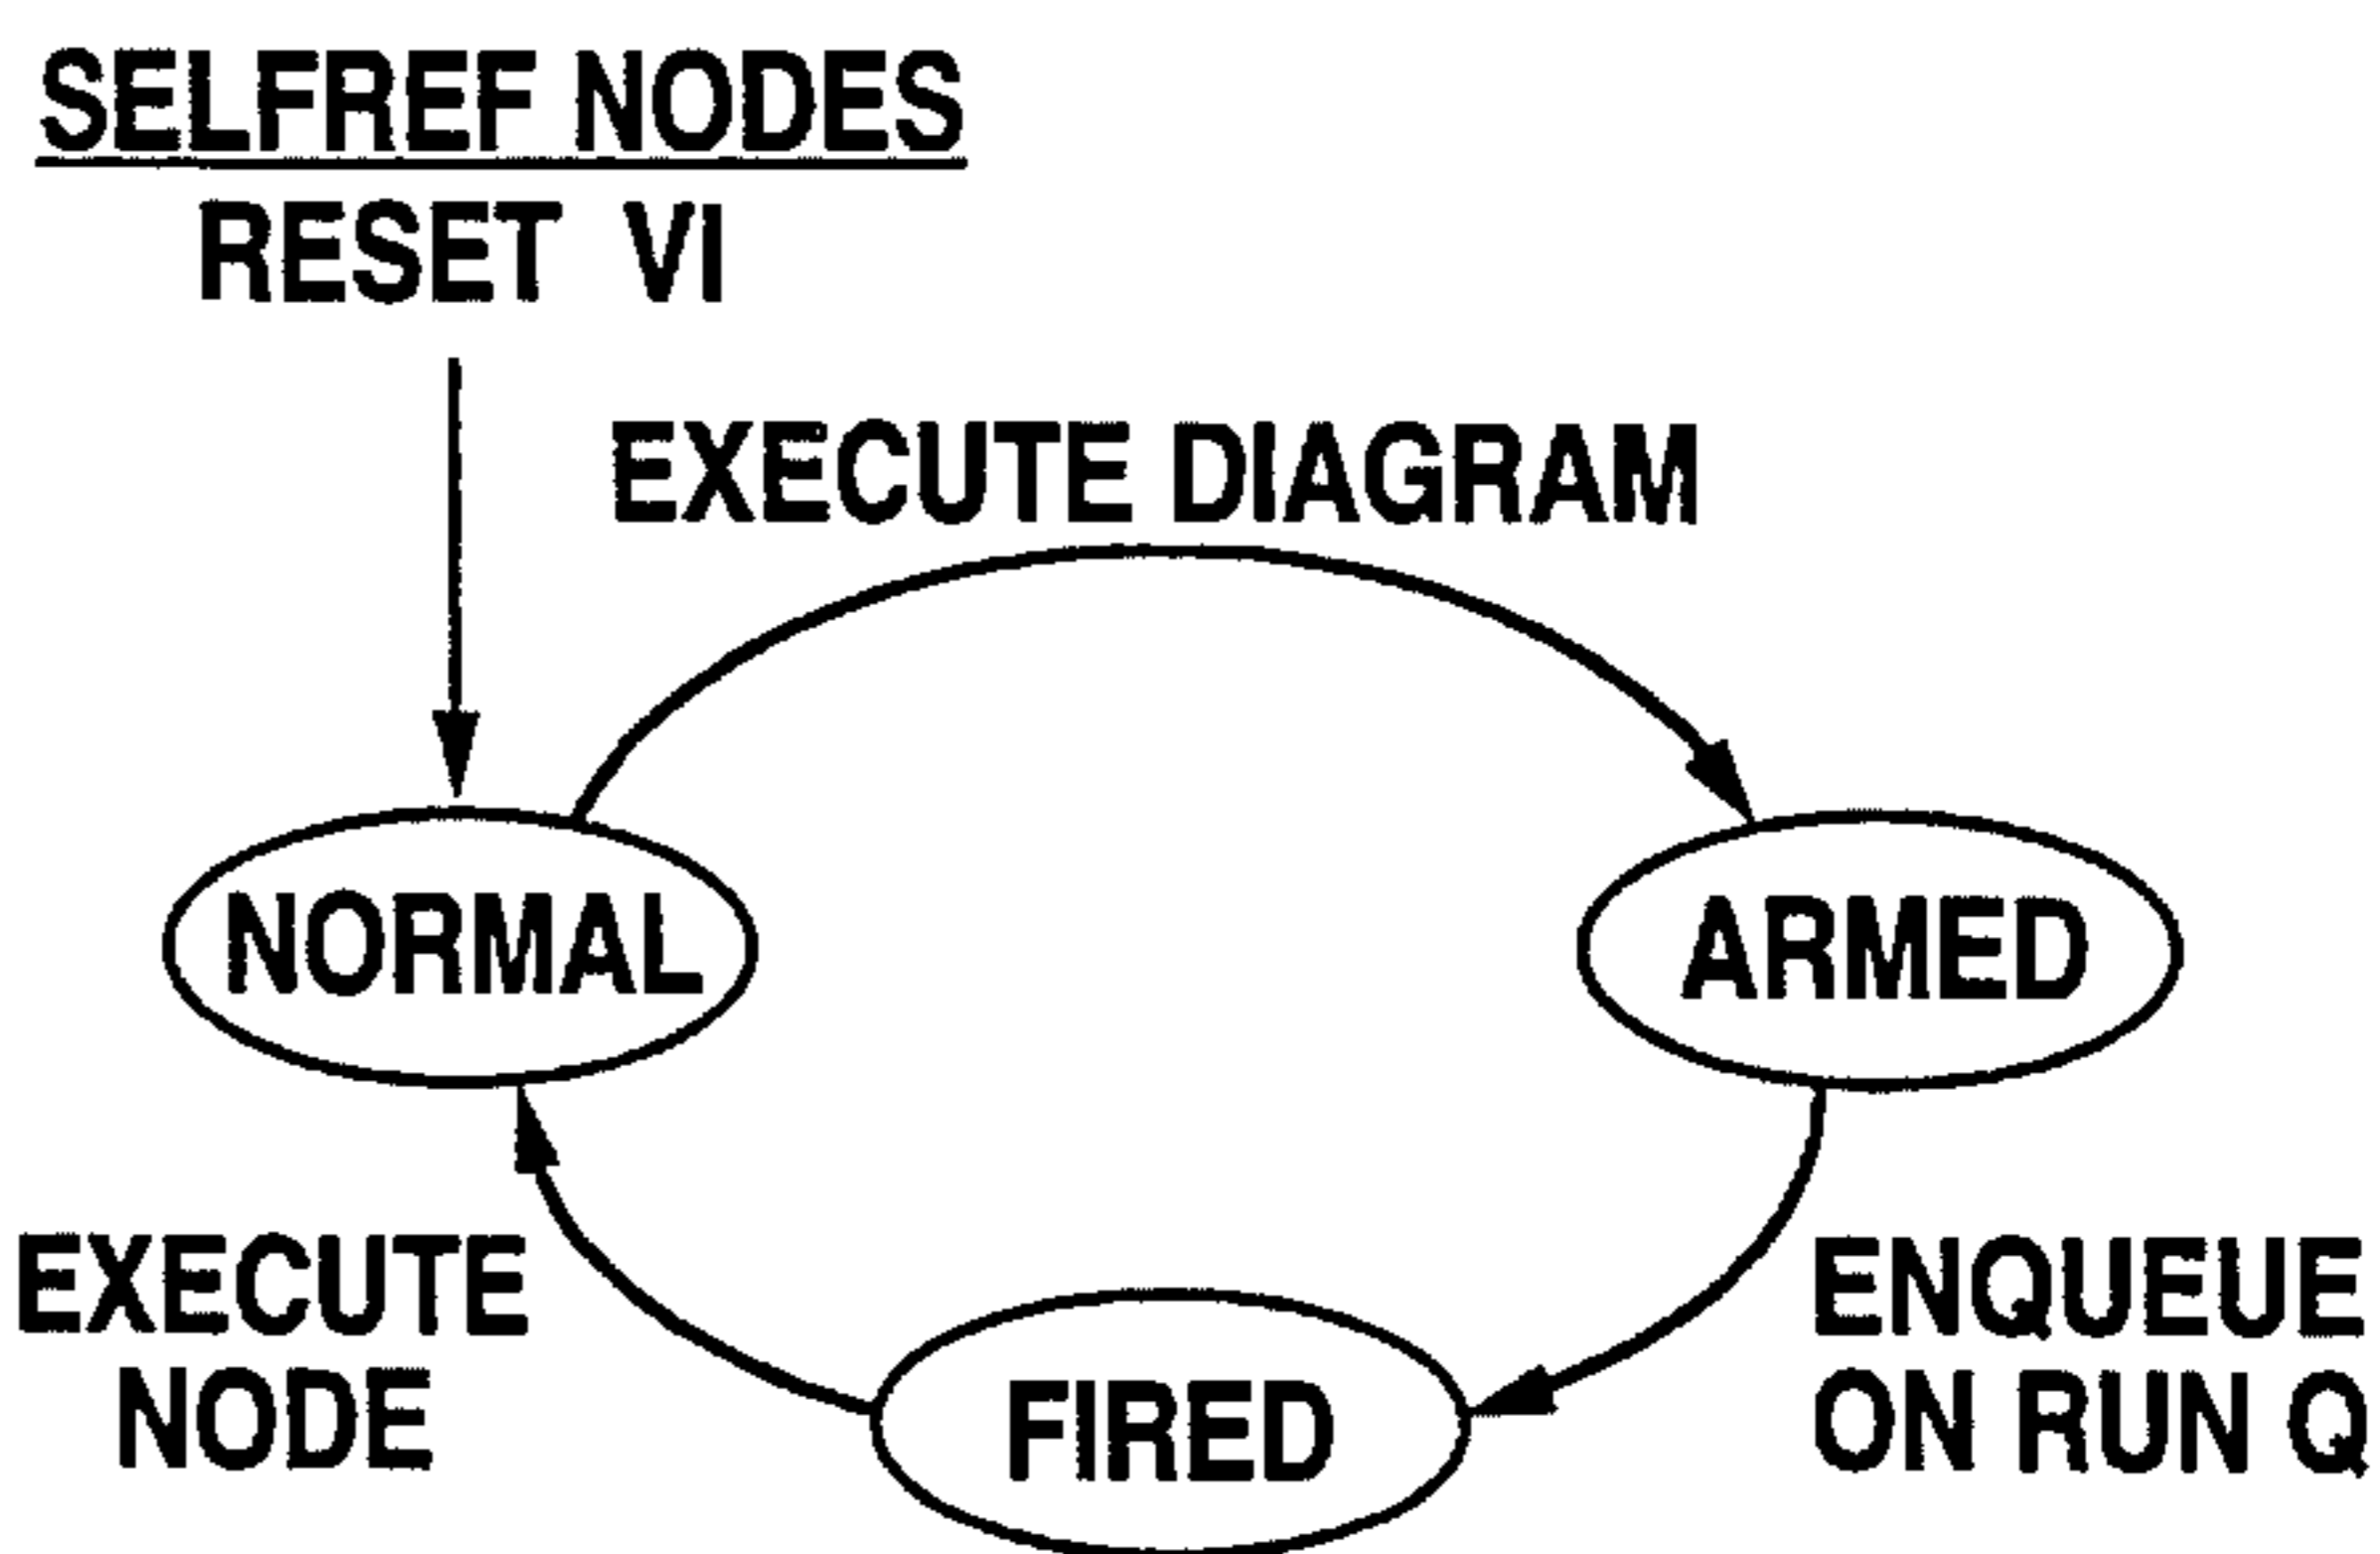 SELFREF NODES
RESET VI
EXECUTE DIAGRAM
NORMAL
ARMED
EXECUTE
NODE
FIRED
ENQUEUE
ON RUN Q